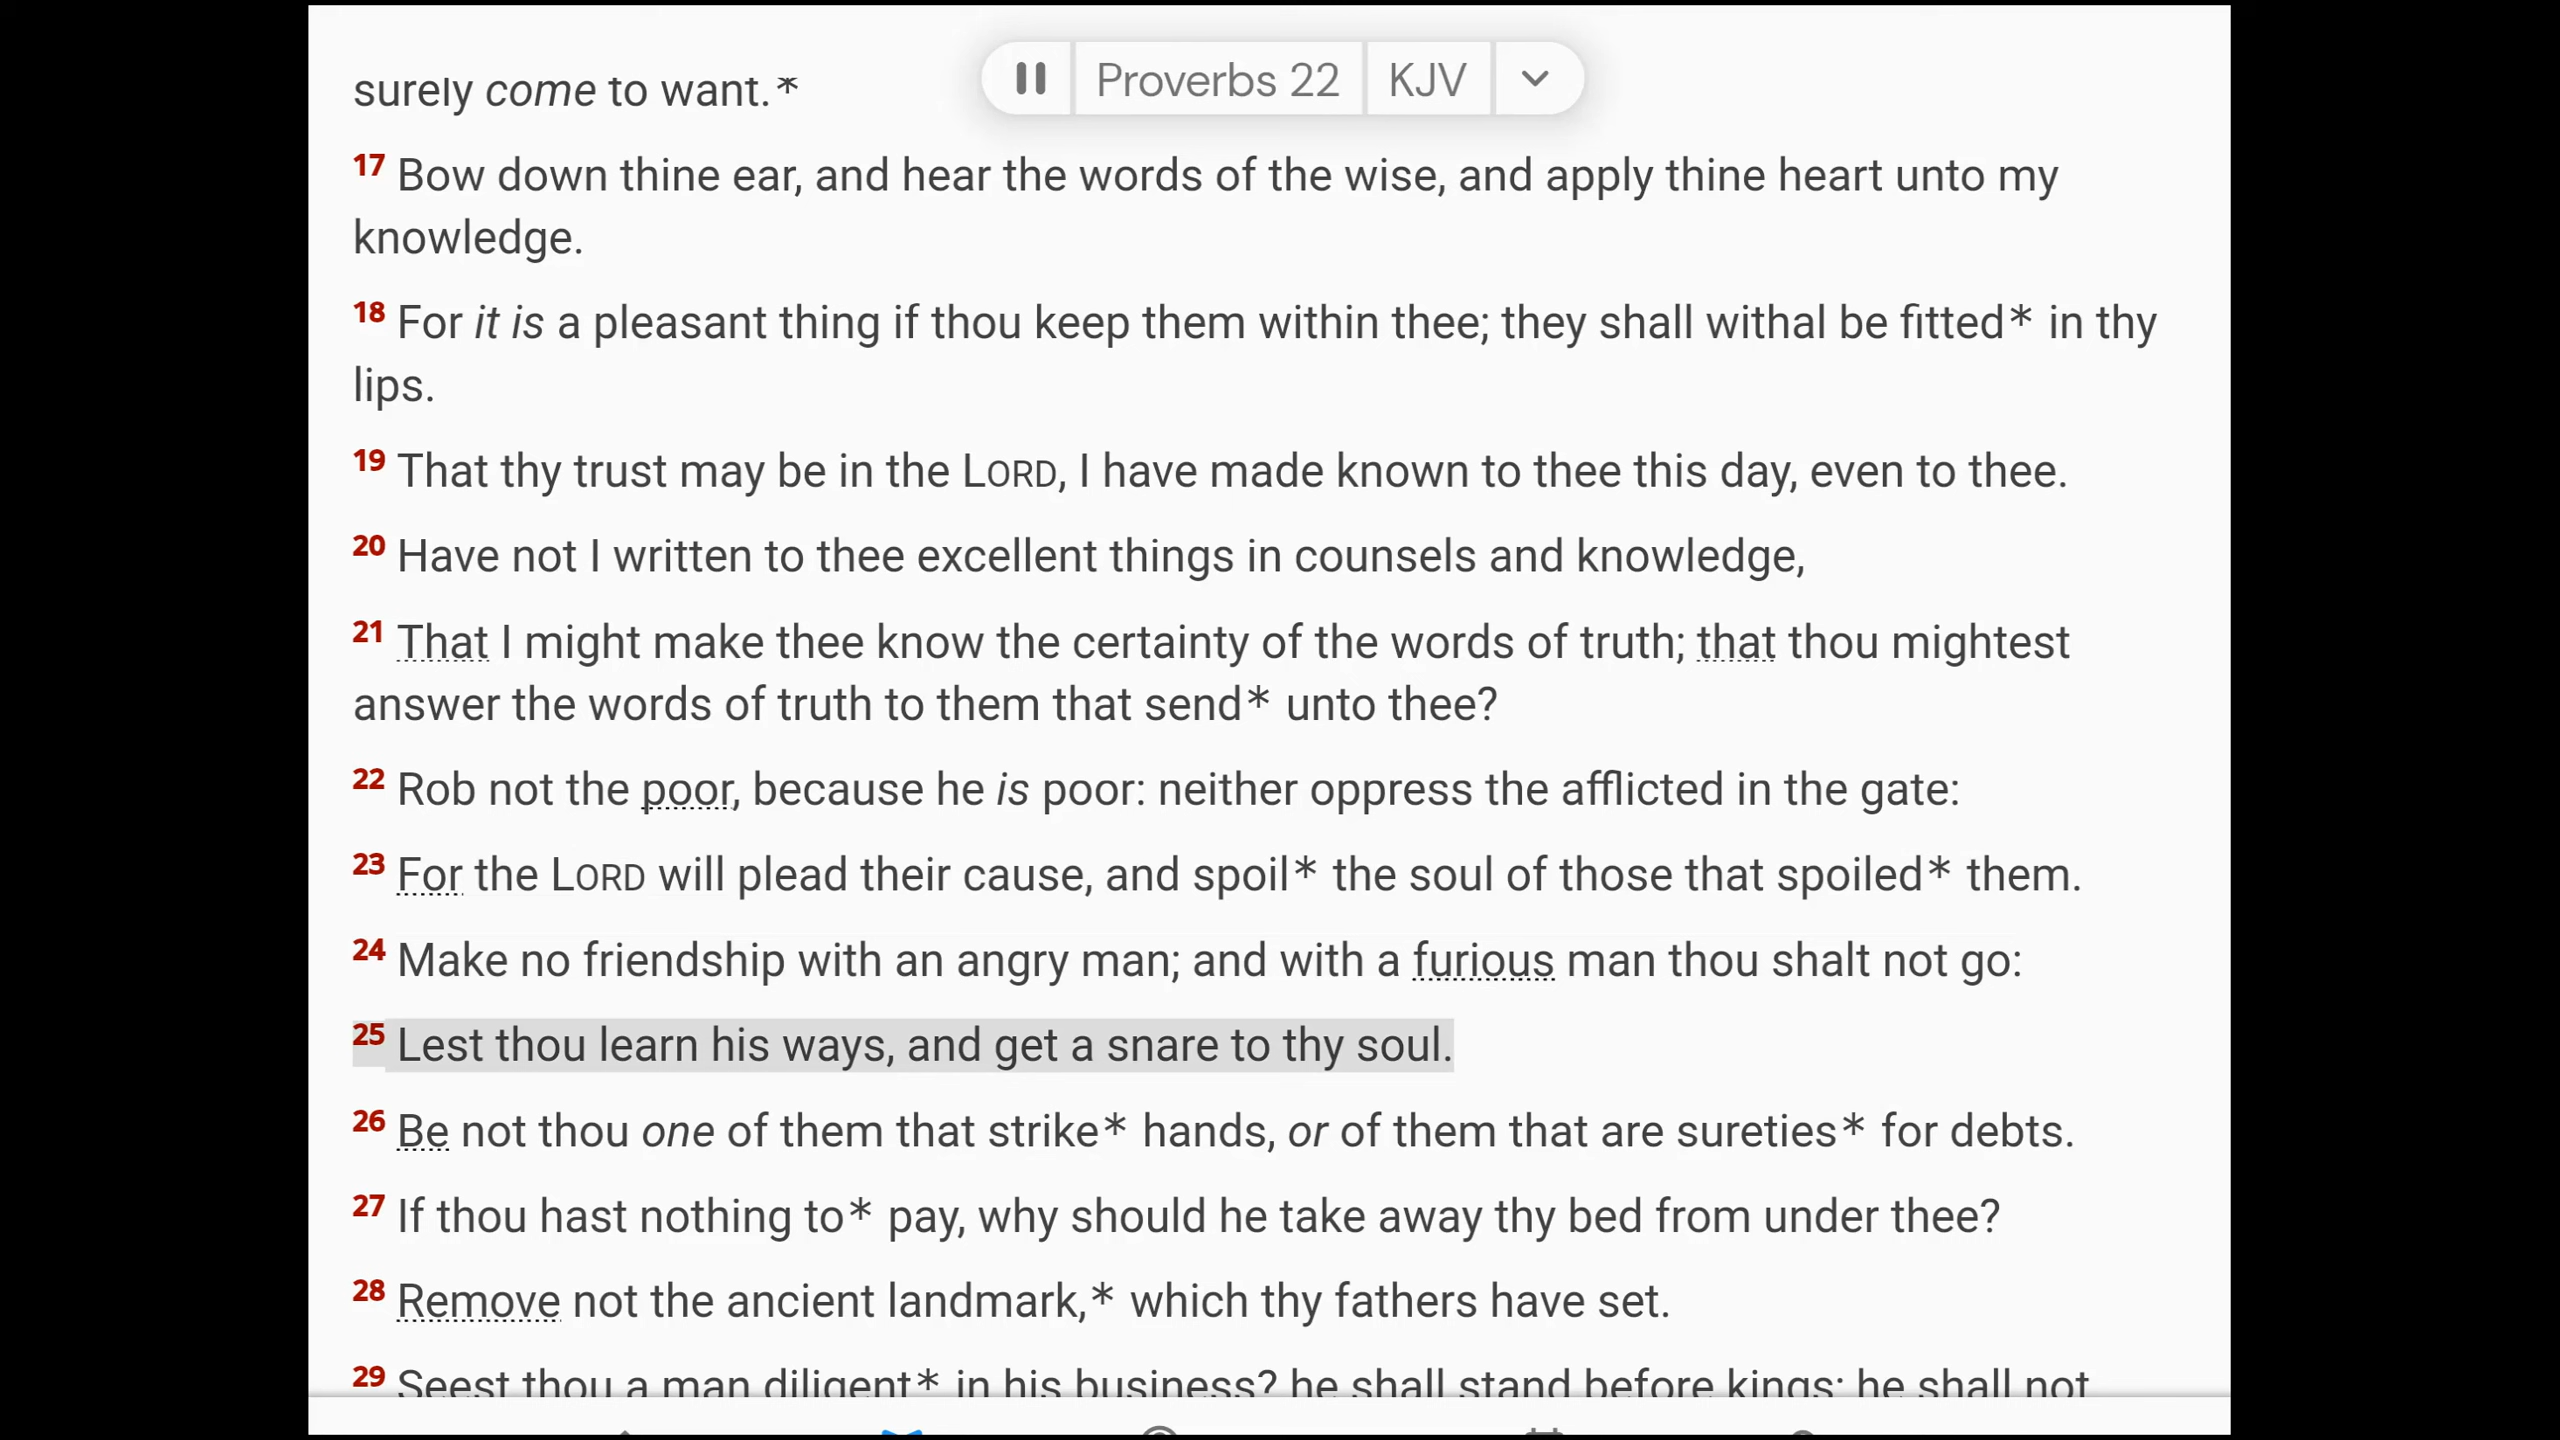 surely come to want.*
Proverbs 22 KJV
17 Bow down thine ear, and hear the words of the wise, and apply thine heart unto my
knowledge.
18 For it is a pleasant thing if thou keep them within thee; they shall withal be fitted* in thy
lips.
19 That thy trust may be in the LORD, I have made known to thee this day, even to thee.
20 Have not I written to thee excellent things in counsels and knowledge,
21 That I might make thee know the certainty of the words of truth; that thou mightest
answer the words of truth to them that send* unto thee?
22 Rob not the poor, because he is poor: neither oppress the afflicted in the gate:
23 For the LORD will plead their cause, and spoil* the soul of those that spoiled* them.
24 Make no friendship with an angry man; and with a furious man thou shalt not go:
25 Lest thou learn his ways, and get a snare to thy soul.
26 Be not thou one of them that strike* hands, or of them that are sureties* for debts.
27 If thou hast nothing to* pay, why should he take away thy bed from under thee?
28 Remove not the ancient landmark,* which thy fathers have set.
29 Seest thou a man diligent* in his business? he shall stand before kings; he shall not